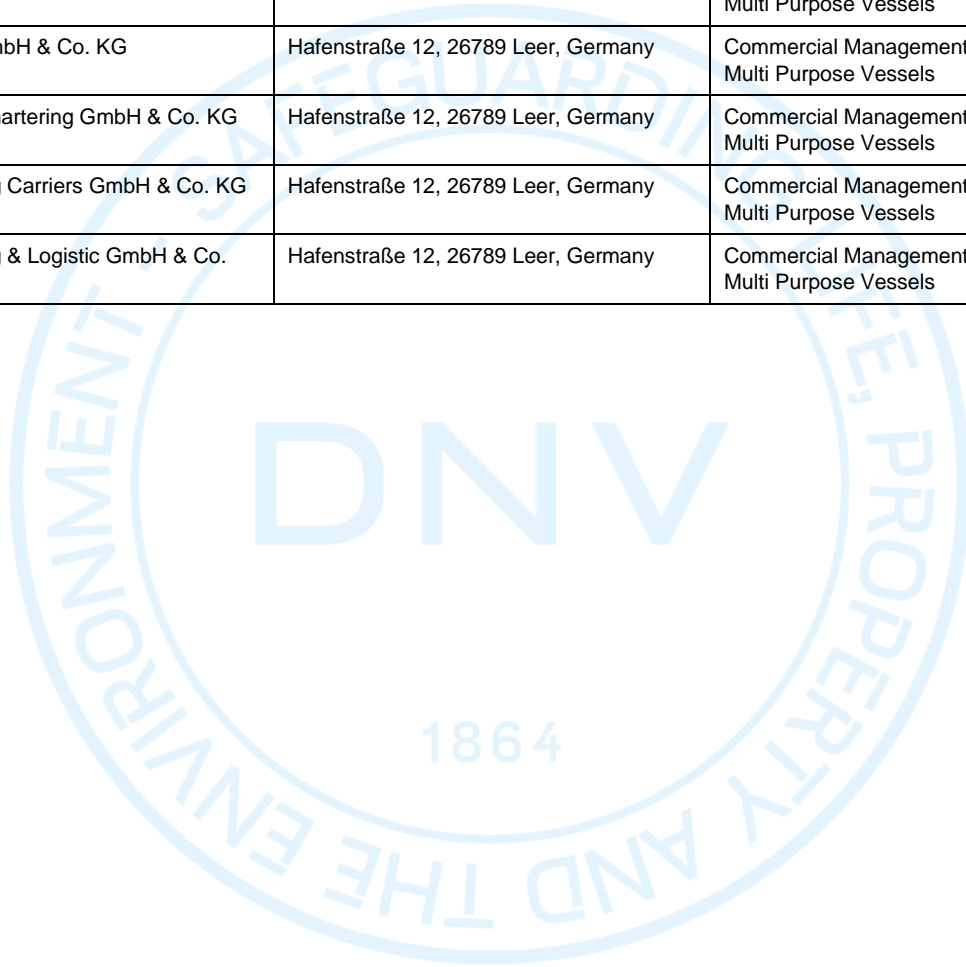 Multi Purpose Vessels
GmbH & Co. KG Hafenstraße 12, 26789 Leer, Germany Commercial Management
Multi Purpose Vessels
Chartering GmbH & Co. KG Hafenstraße 12, 26789 Leer, Germany Commercial Management
Multi Purpose Vessels
Carriers GmbH & Co. KG Hafenstraße 12, 26789 Leer, Germany Commercial Management
Multi Purpose Vessels
& Logistic GmbH & Co. Hafenstraße 12, 26789 Leer, Germany Commercial Management
Multi Purpose Vessels
SAFEGUARDING LIFE, PROPERTY AND THE ENVIRONMENT -
DNV
1864